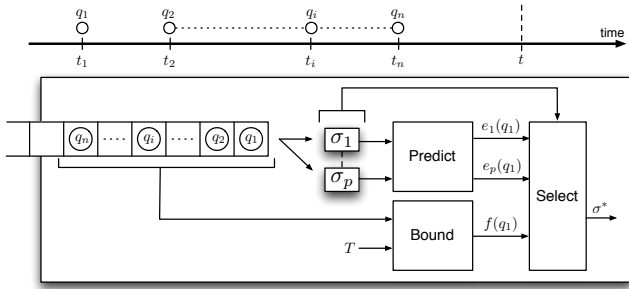 q₁ q₂ qᵢ qₙ
time
t₁ t₂ tᵢ tₙ t
qₙ ..... qᵢ ..... q₂ q₁
σ₁
σₚ
Predict
e₁(q₁)
eₚ(q₁)
Select
σ*
T
Bound
f(q₁)